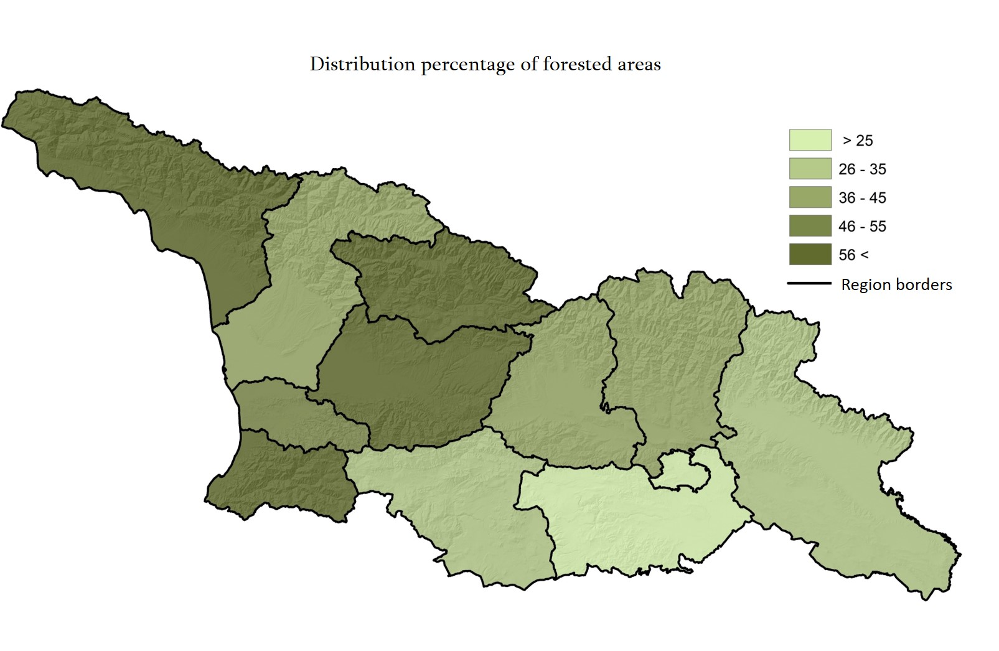 Distribution percentage of forested areas
> 25
26 - 35
36 - 45
46 - 55
56 <
Region borders